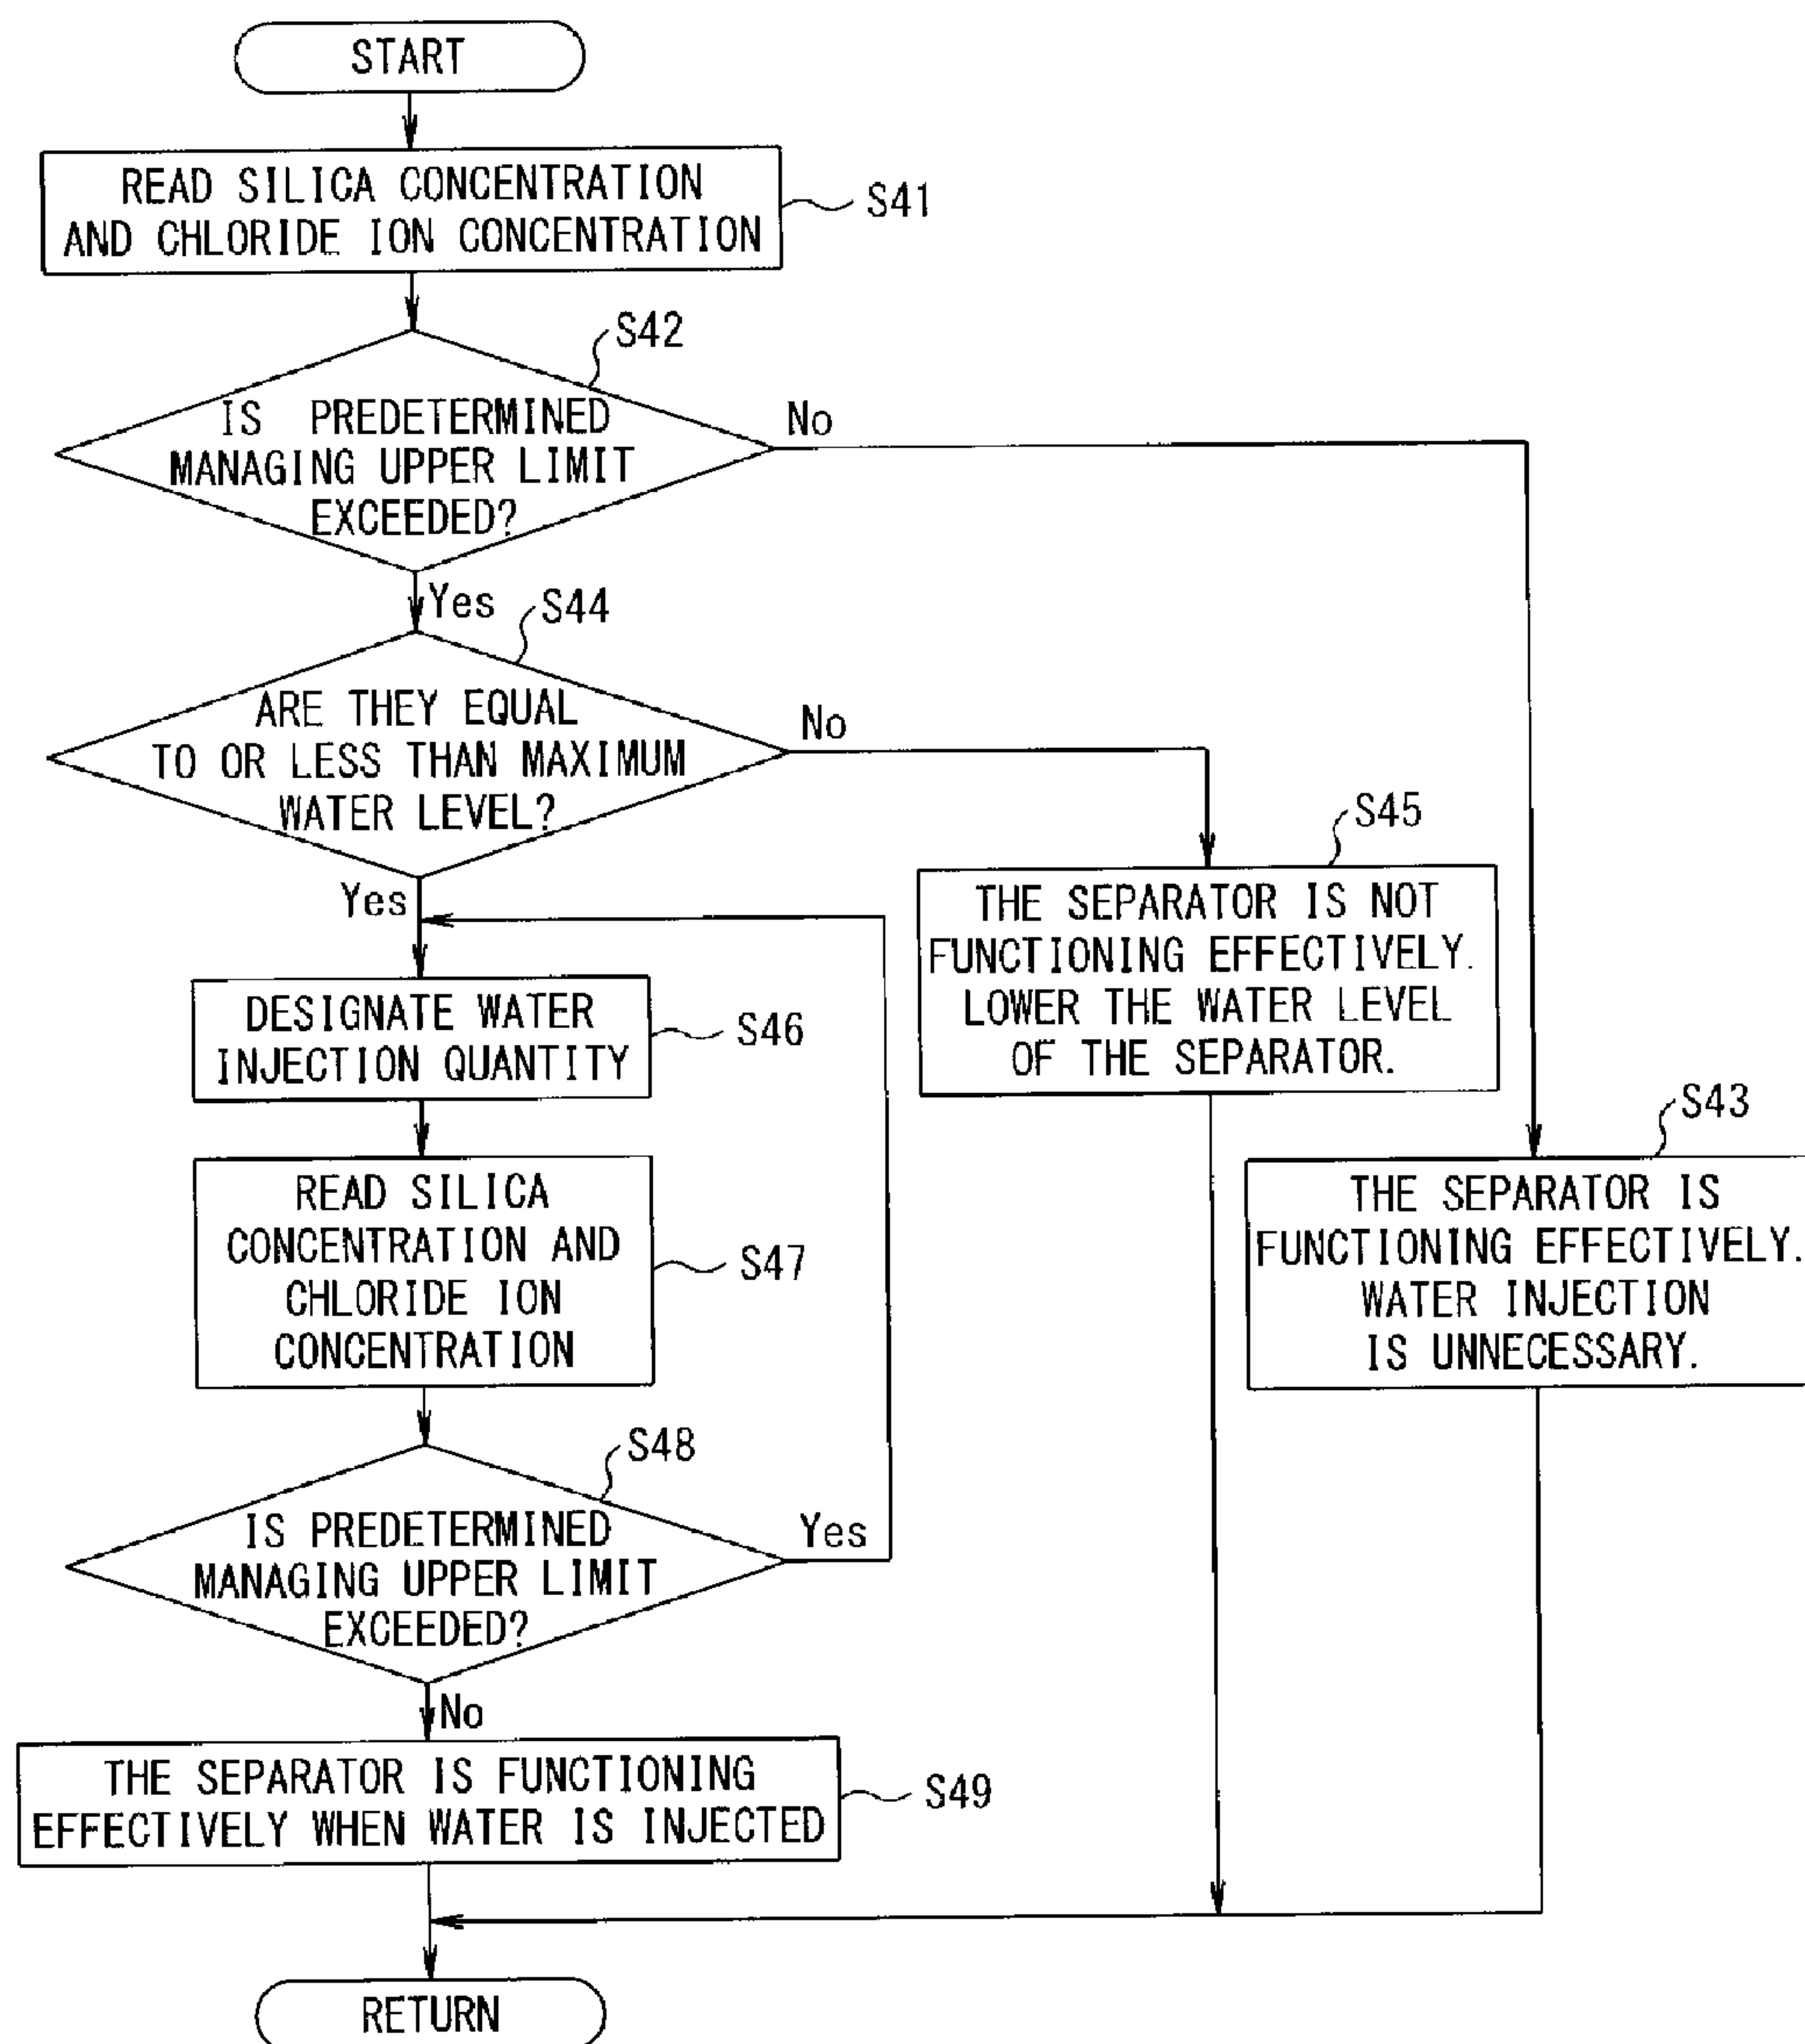 START
READ SILICA CONCENTRATION
AND CHLORIDE ION CONCENTRATION
S41
S42
IS PREDETERMINED
MANAGING UPPER LIMIT
EXCEEDED?
No
Yes
S44
ARE THEY EQUAL
TO OR LESS THAN MAXIMUM
WATER LEVEL?
No
Yes
S45
THE SEPARATOR IS NOT
FUNCTIONING EFFECTIVELY.
LOWER THE WATER LEVEL
OF THE SEPARATOR.
DESIGNATE WATER
INJECTION QUANTITY
S46
S43
THE SEPARATOR IS
FUNCTIONING EFFECTIVELY.
WATER INJECTION
IS UNNECESSARY.
READ SILICA
CONCENTRATION AND
CHLORIDE ION
CONCENTRATION
S47
S48
IS PREDETERMINED
MANAGING UPPER LIMIT
EXCEEDED?
Yes
No
THE SEPARATOR IS FUNCTIONING
EFFECTIVELY WHEN WATER IS INJECTED
S49
RETURN